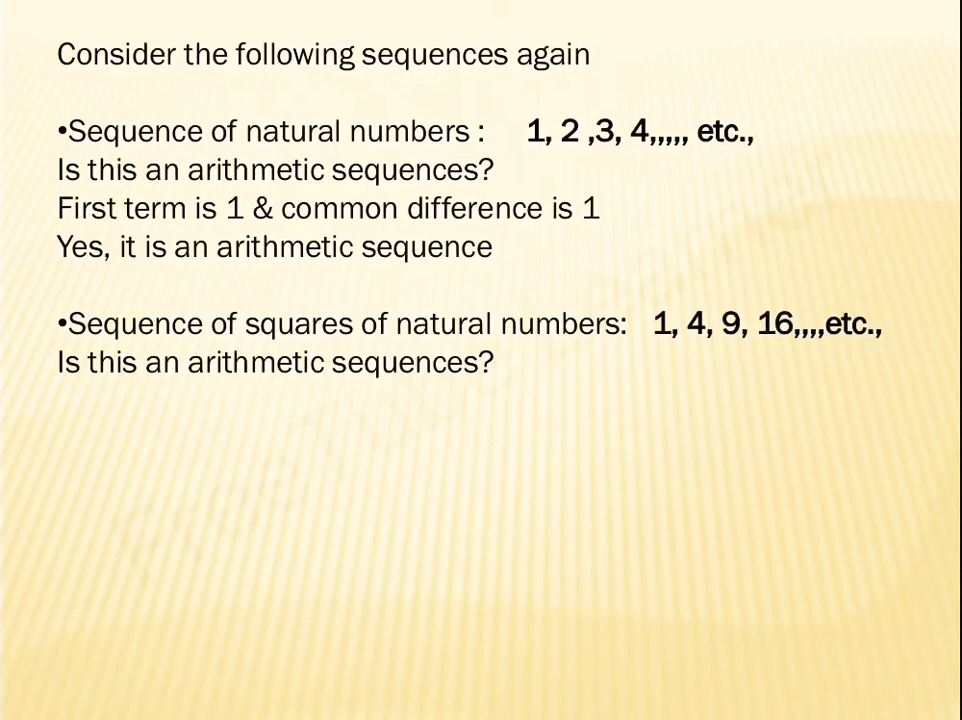 Consider the following sequences again
•Sequence of natural numbers : 1, 2 ,3, 4,,,,, etc.,
Is this an arithmetic sequences?
First term is 1 & common difference is 1
Yes, it is an arithmetic sequence
•Sequence of squares of natural numbers: 1, 4, 9, 16,,,,etc.,
Is this an arithmetic sequences?